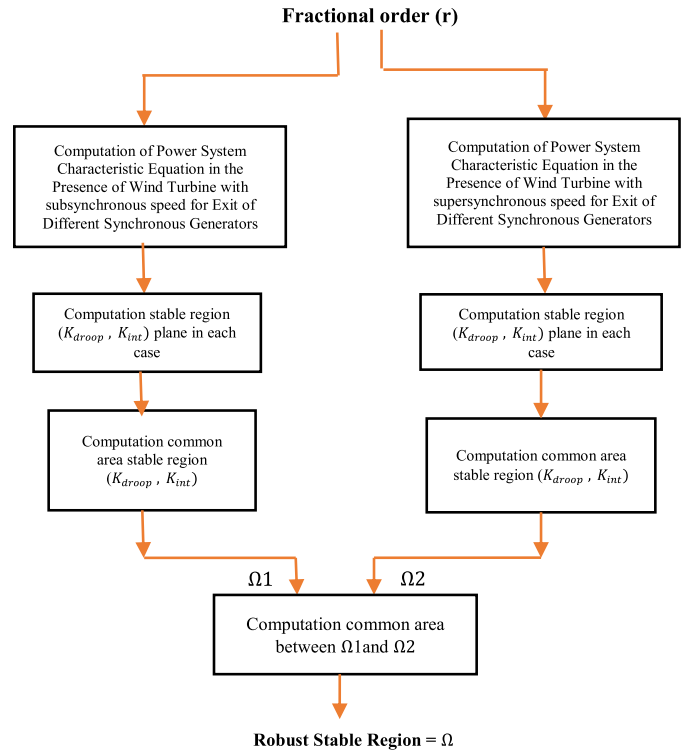 Fractional order (r)
Computation of Power System
Characteristic Equation in the
Presence of Wind Turbine with
subsynchronous speed for Exit of
Different Synchronous Generators
Computation of Power System
Characteristic Equation in the
Presence of Wind Turbine with
supersynchronous speed for Exit of
Different Synchronous Generators
Computation stable region
(K_droop , K_int) plane in each
case
Computation stable region
(K_droop , K_int) plane in each
case
Computation common
area stable region
(K_droop , K_int)
Computation common area
stable region (K_droop , K_int)
Ω1
Ω2
Computation common area
between Ω1and Ω2
Robust Stable Region = Ω